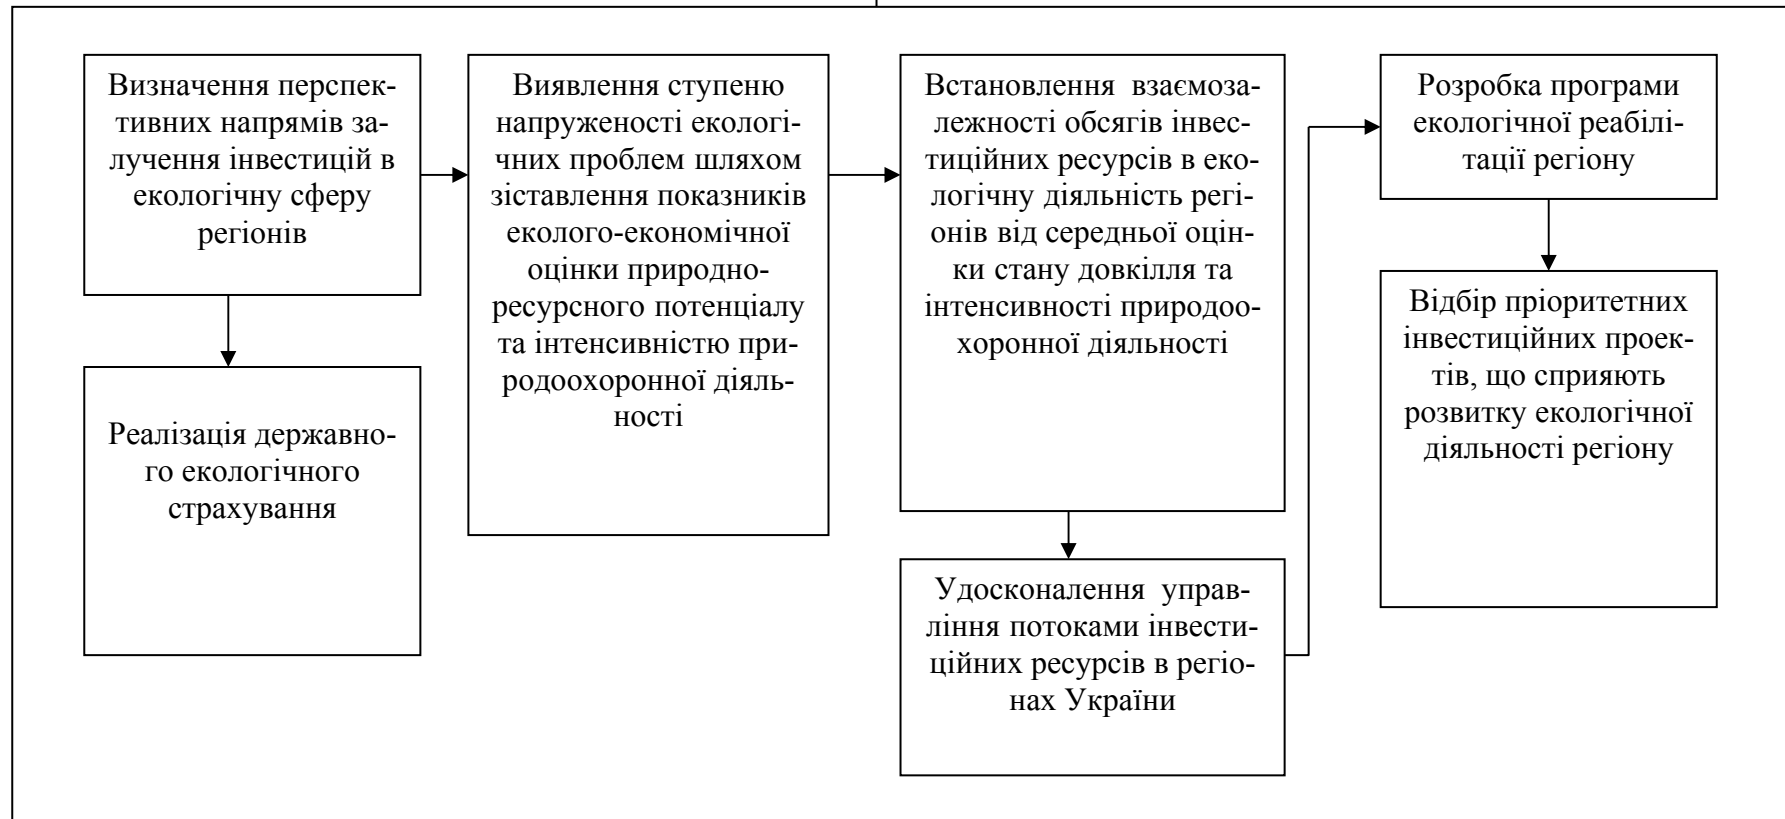 Визначення перспек-
тивних напрямів за-
лучення інвестицій в
екологічну сферу
регіонів
Реалізація державно-
го екологічного
страхування
Виявлення ступеню
напруженості екологі-
чних проблем шляхом
зіставлення показників
еколого-економічної
оцінки природно-
ресурсного потенціалу
та інтенсивністю при-
родоохоронної діяль-
ності
Встановлення взаємоза-
лежності обсягів інвес-
тиційних ресурсів в еко-
логічну діяльність регі-
онів від середньої оцін-
ки стану довкілля та
інтенсивності природоо-
хоронної діяльності
Удосконалення управ-
ління потоками інвести-
ційних ресурсів в регіо-
нах України
Розробка програми
екологічної реабілі-
тації регіону
Відбір пріоритетних
інвестиційних проек-
тів, що сприяють
розвитку екологічної
діяльності регіону